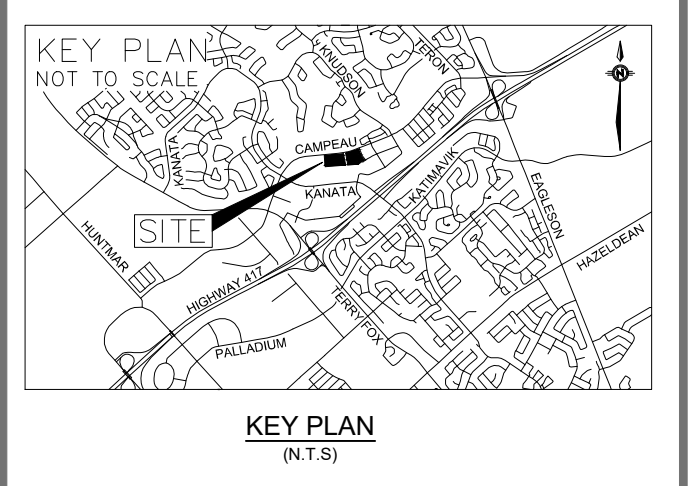 KEY PLAN
NOT TO SCALE
KNUDSON
TERON
N
CAMPEAU
KANATA
KANATA
KATIMAVIK
EAGLESON
SITE
HUNTMAR
HAZELDEAN
HIGHWAY 417
TERRY FOX
PALLADIUM
KEY PLAN
(N.T.S)